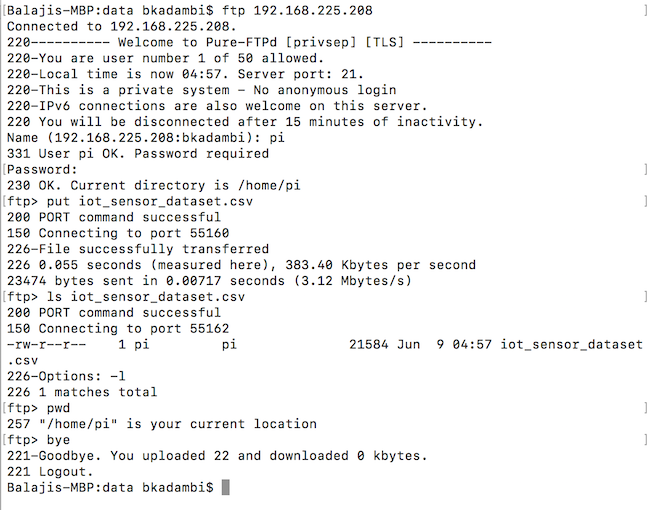 [Balajis-MBP:data bkadambi$ ftp 192.168.225.208 ]
Connected to 192.168.225.208.
220---------- Welcome to Pure-FTPd [privsep] [TLS] ----------
220-You are user number 1 of 50 allowed.
220-Local time is now 04:57. Server port: 21.
220-This is a private system - No anonymous login
220-IPv6 connections are also welcome on this server.
220 You will be disconnected after 15 minutes of inactivity.
Name (192.168.225.208:bkadambi): pi
331 User pi OK. Password required
[Password: ]
230 OK. Current directory is /home/pi
[ftp> put iot_sensor_dataset.csv ]
200 PORT command successful
150 Connecting to port 55160
226-File successfully transferred
226 0.055 seconds (measured here), 383.40 Kbytes per second
23474 bytes sent in 0.00717 seconds (3.12 Mbytes/s)
[ftp> ls iot_sensor_dataset.csv ]
200 PORT command successful
150 Connecting to port 55162
-rw-r--r--    1 pi         pi            21584 Jun  9 04:57 iot_sensor_dataset
.csv
226-Options: -l
226 1 matches total
[ftp> pwd ]
257 "/home/pi" is your current location
[ftp> bye ]
221-Goodbye. You uploaded 22 and downloaded 0 kbytes.
221 Logout.
Balajis-MBP:data bkadambi$